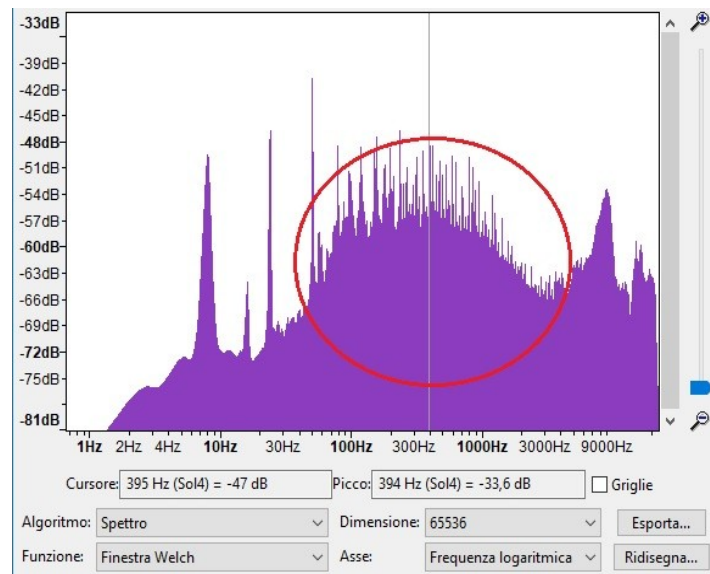 -33dB
-39dB
-42dB
-45dB
-48dB
-51dB
-54dB
-57dB
-60dB
-63dB
-66dB
-69dB
-72dB
-75dB
-81dB
1Hz 2Hz 4Hz 10Hz 30Hz 100Hz 300Hz 1000Hz 3000Hz 9000Hz
Cursore: 395 Hz (Sol4) = -47 dB Picco: 394 Hz (Sol4) = -33,6 dB Griglie
Algoritmo: Spettro Dimensione: 65536 Esporta...
Funzione: Finestra Welch Asse: Frequenza logaritmica Ridisegna...